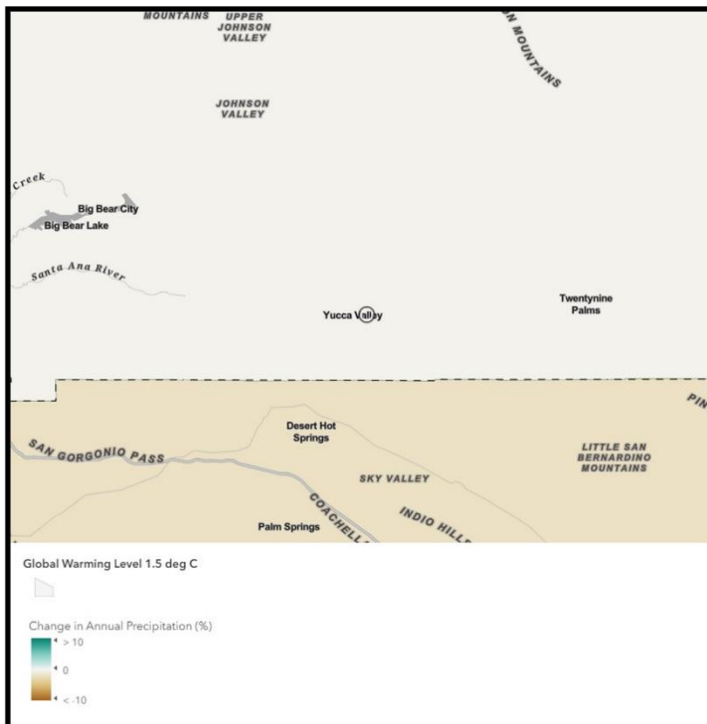 MOUNTAINS
UPPER
JOHNSON
VALLEY
N MOUNTAINS
JOHNSON
VALLEY
Creek
Big Bear City
Big Bear Lake
Santa Ana River
Yucca Valley
Twentynine
Palms
PIN
Desert Hot
Springs
SAN GORGONIO PASS
LITTLE SAN
BERNARDINO
MOUNTAINS
SKY VALLEY
COACHELL
INDIO HILLS
Palm Springs
Global Warming Level 1.5 deg C
Change in Annual Precipitation (%)
> 10
0
< -10